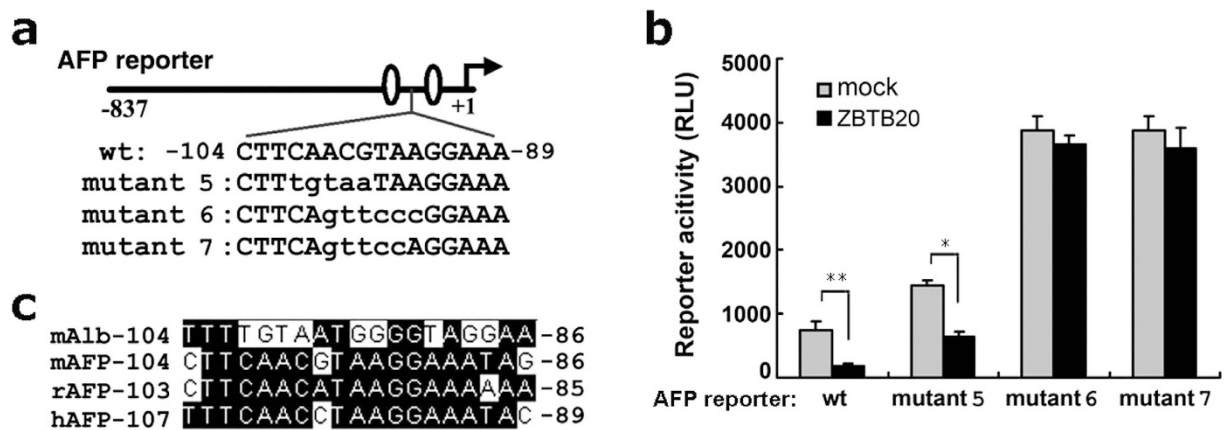 a
AFP reporter
-837
+1
wt: -104 CTTCAACGTAAGGAAA-89
mutant 5 :CTTtgtaaTAAGGAAA
mutant 6 :CTTCAgttcccGGAAA
mutant 7 :CTTCAgttccAGGAAA
c
mAlb-104 TTTTGTAATGGGGTAGGAA -86
mAFP-104 CTTCAACGTAAGGAAATAG -86
rAFP-103 CTTCAACATAAGGAAAAAA -85
hAFP-107 TTTCAACCTAAGGAAATAC -89
b
Reporter acitivity (RLU)
5000
4000
3000
2000
1000
0
mock
ZBTB20
**
*
AFP reporter: wt mutant 5 mutant 6 mutant 7